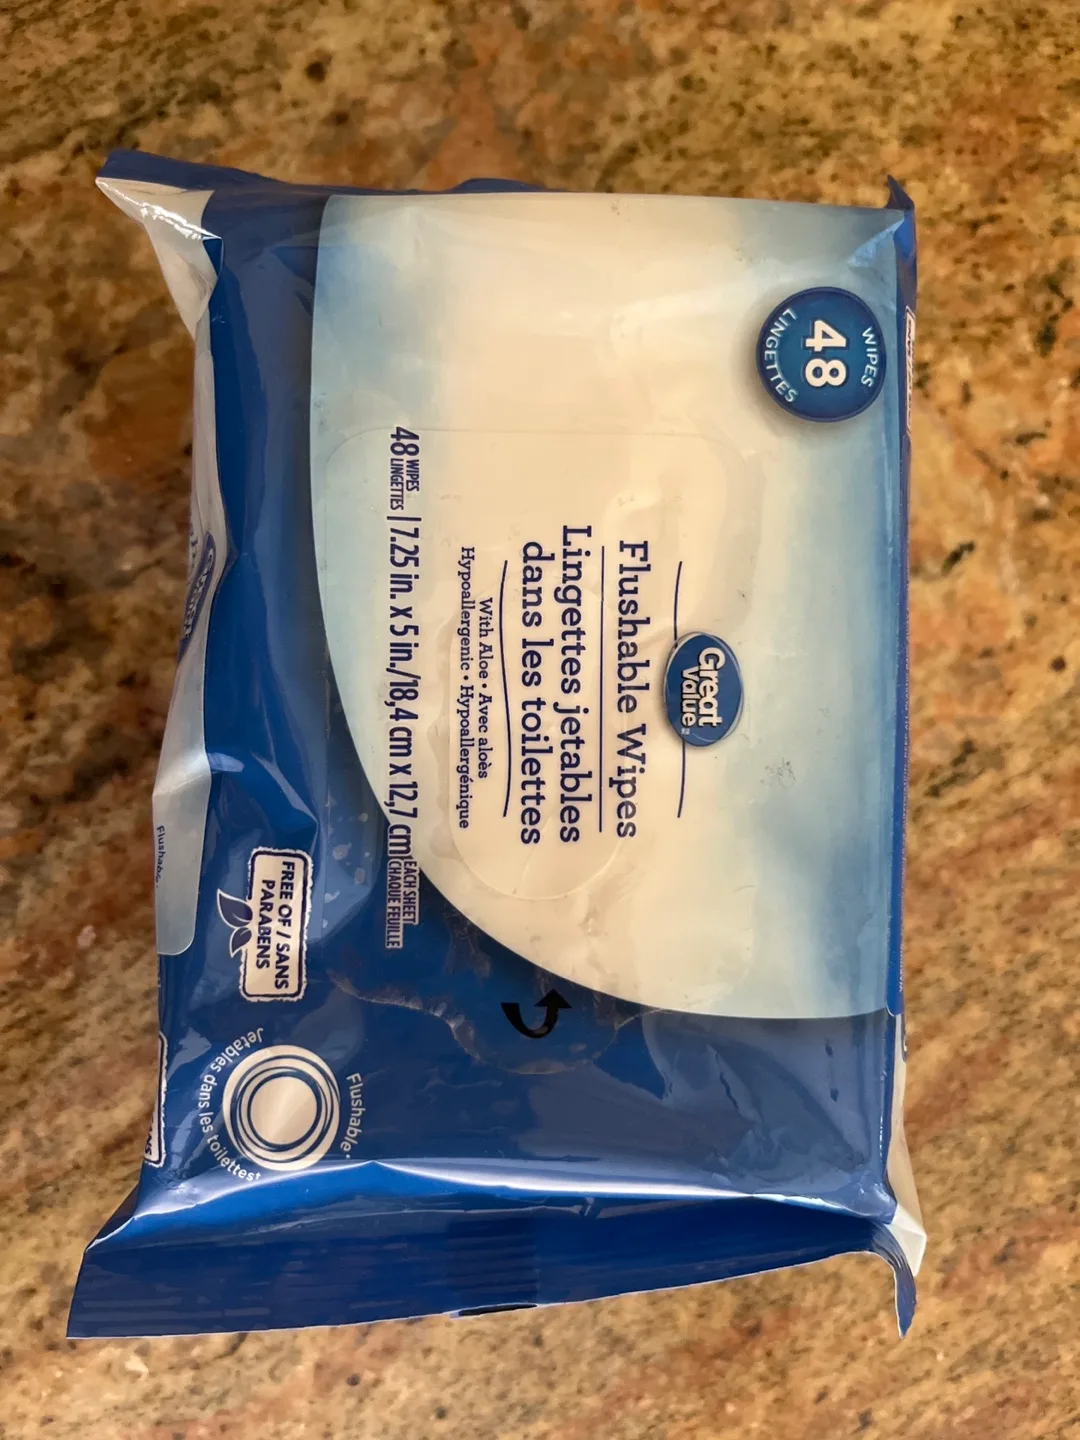 48
WIPES
LINGETTES
Great
Value
Flushable Wipes
Lingettes jetables
dans les toilettes
With Aloe • Avec aloès
Hypoallergenic • Hypoallergénique
48 WIPES
LINGETTES | 7.25 in. x 5 in./18,4 cm x 12,7 cm EACH SHEET
CHAQUE FEUILLE
FREE OF / SANS
PARABENS
Flushable*
Jetables dans les toilettes†